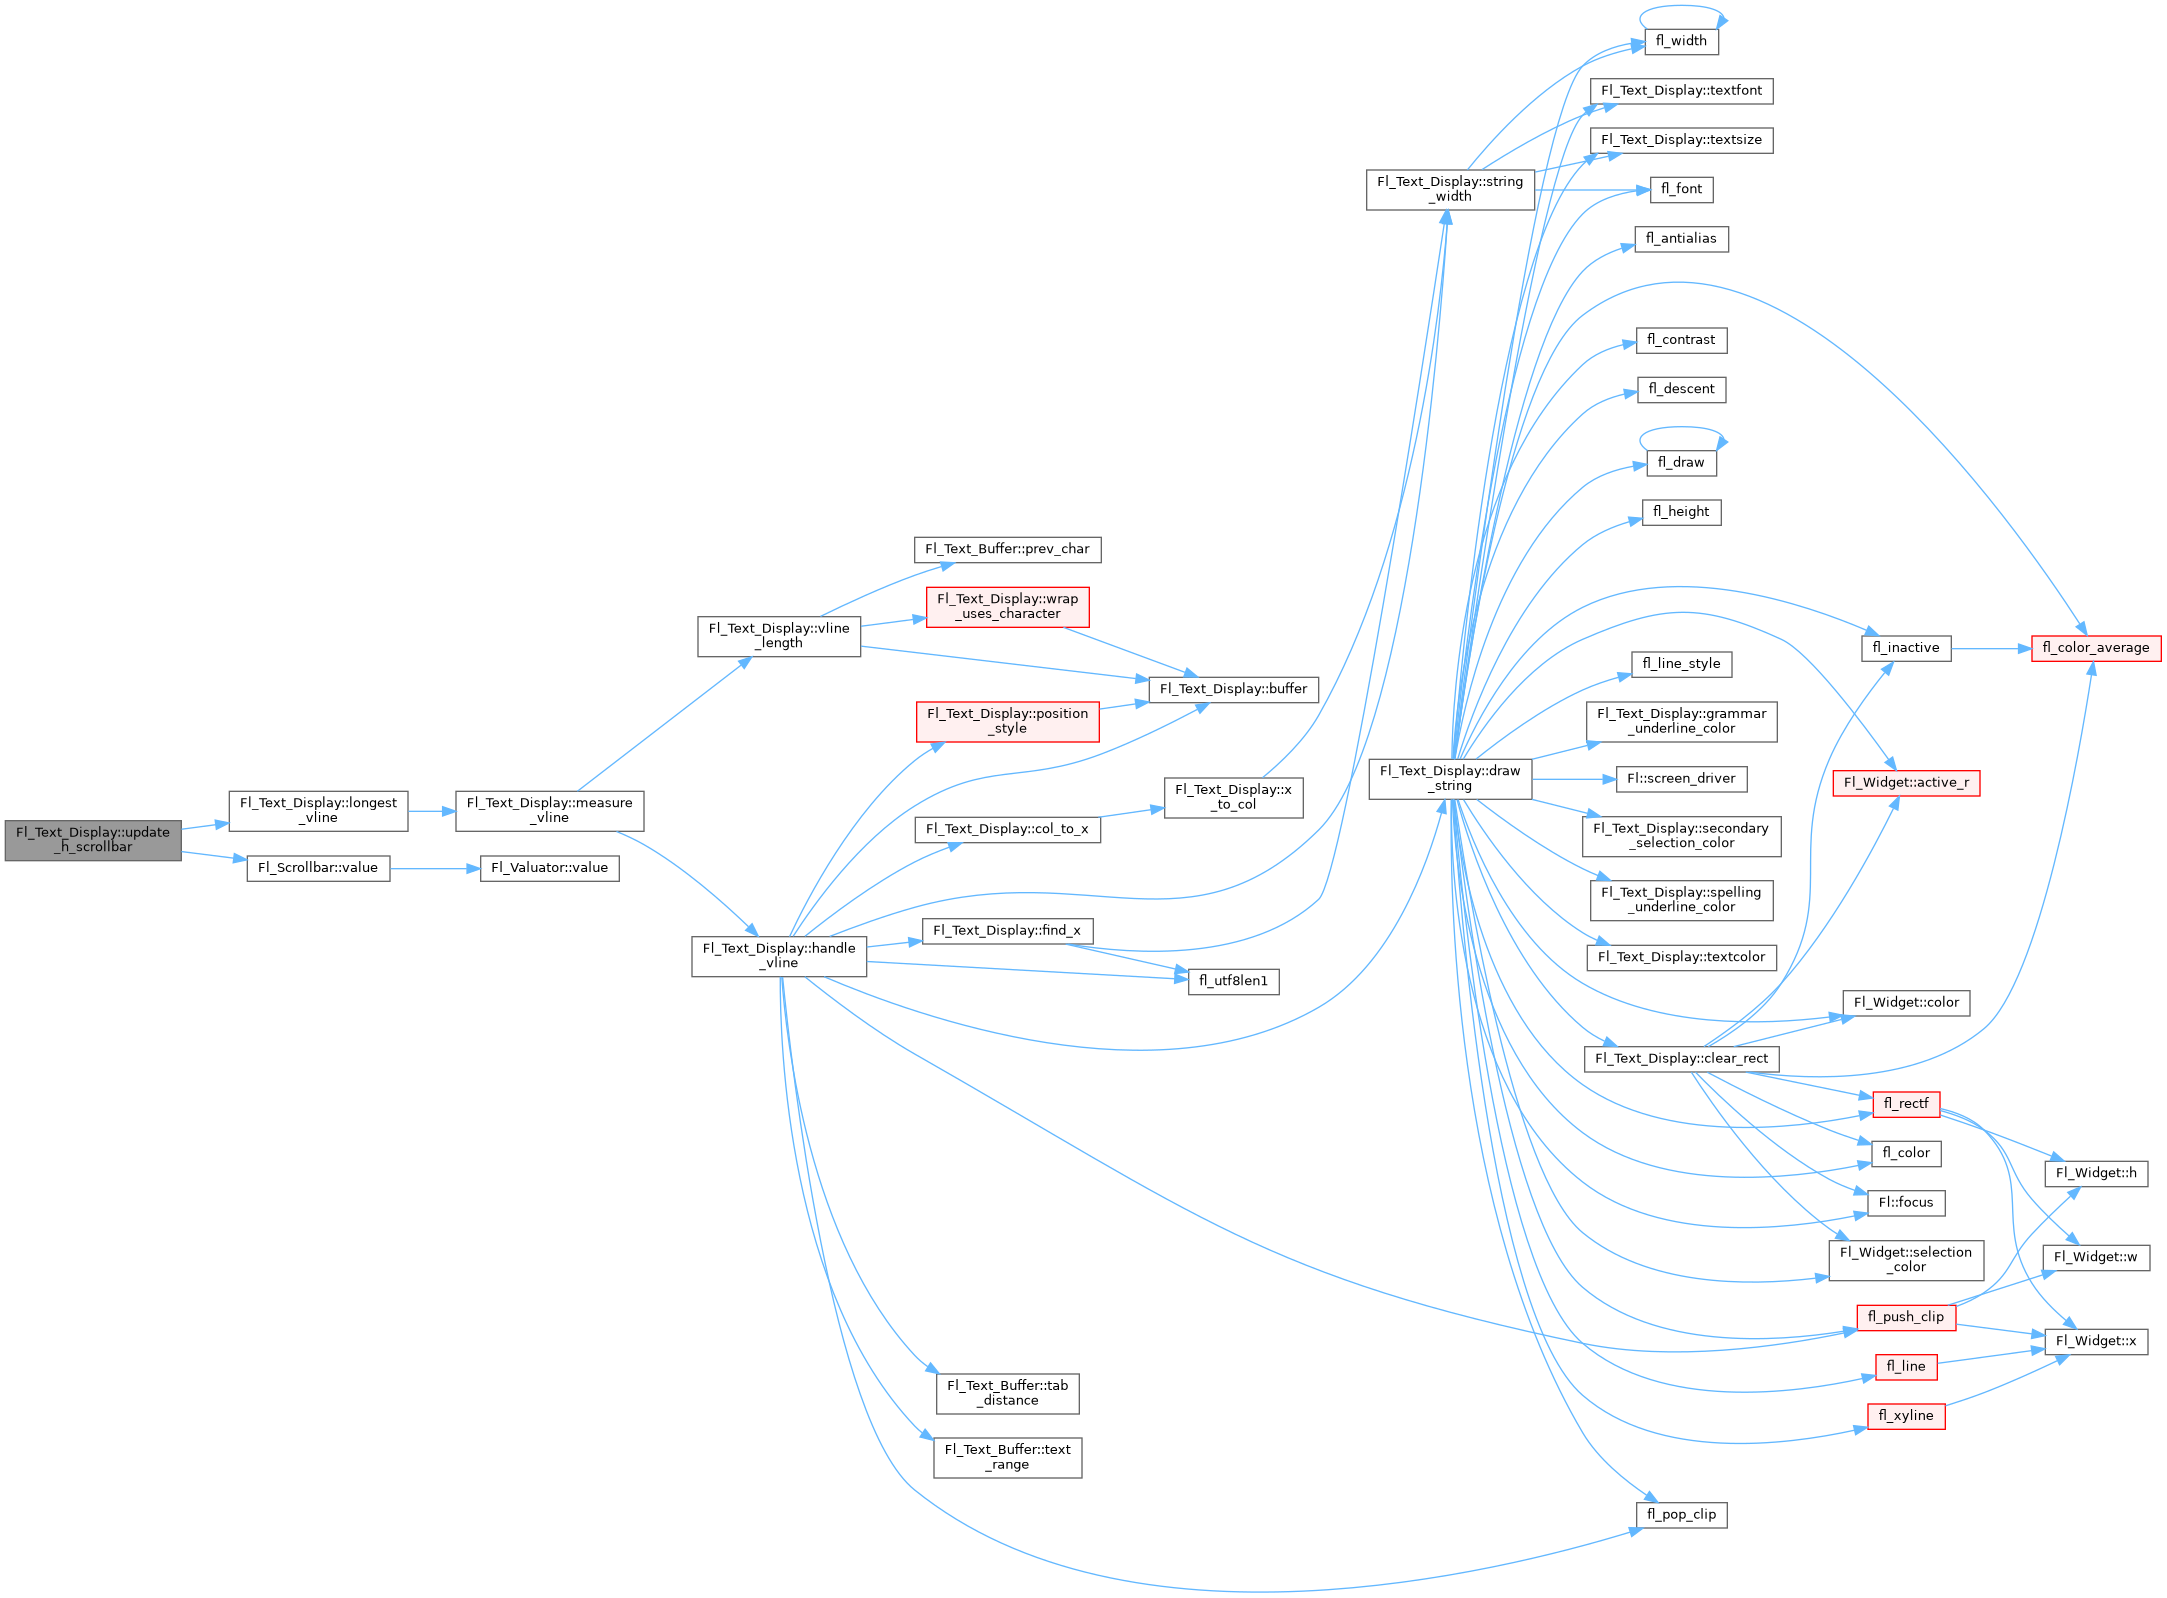 Fl_Text_Display::update
_h_scrollbar
Fl_Text_Display::longest
_vline
Fl_Scrollbar::value
Fl_Text_Display::measure
_vline
Fl_Valuator::value
Fl_Text_Display::vline
_length
Fl_Text_Display::handle
_vline
Fl_Text_Buffer::prev_char
Fl_Text_Display::wrap
_uses_character
Fl_Text_Display::position
_style
Fl_Text_Display::col_to_x
Fl_Text_Display::find_x
Fl_Text_Buffer::tab
_distance
Fl_Text_Buffer::text
_range
Fl_Text_Display::buffer
Fl_Text_Display::x
_to_col
fl_utf8len1
Fl_Text_Display::string
_width
Fl_Text_Display::draw
_string
fl_width
Fl_Text_Display::textfont
Fl_Text_Display::textsize
fl_font
fl_antialias
fl_contrast
fl_descent
fl_draw
fl_height
fl_line_style
Fl_Text_Display::grammar
_underline_color
Fl::screen_driver
Fl_Text_Display::secondary
_selection_color
Fl_Text_Display::spelling
_underline_color
Fl_Text_Display::textcolor
Fl_Text_Display::clear_rect
fl_pop_clip
fl_inactive
Fl_Widget::active_r
Fl_Widget::color
fl_rectf
fl_color
Fl::focus
Fl_Widget::selection
_color
fl_push_clip
fl_line
fl_xyline
fl_color_average
Fl_Widget::h
Fl_Widget::w
Fl_Widget::x